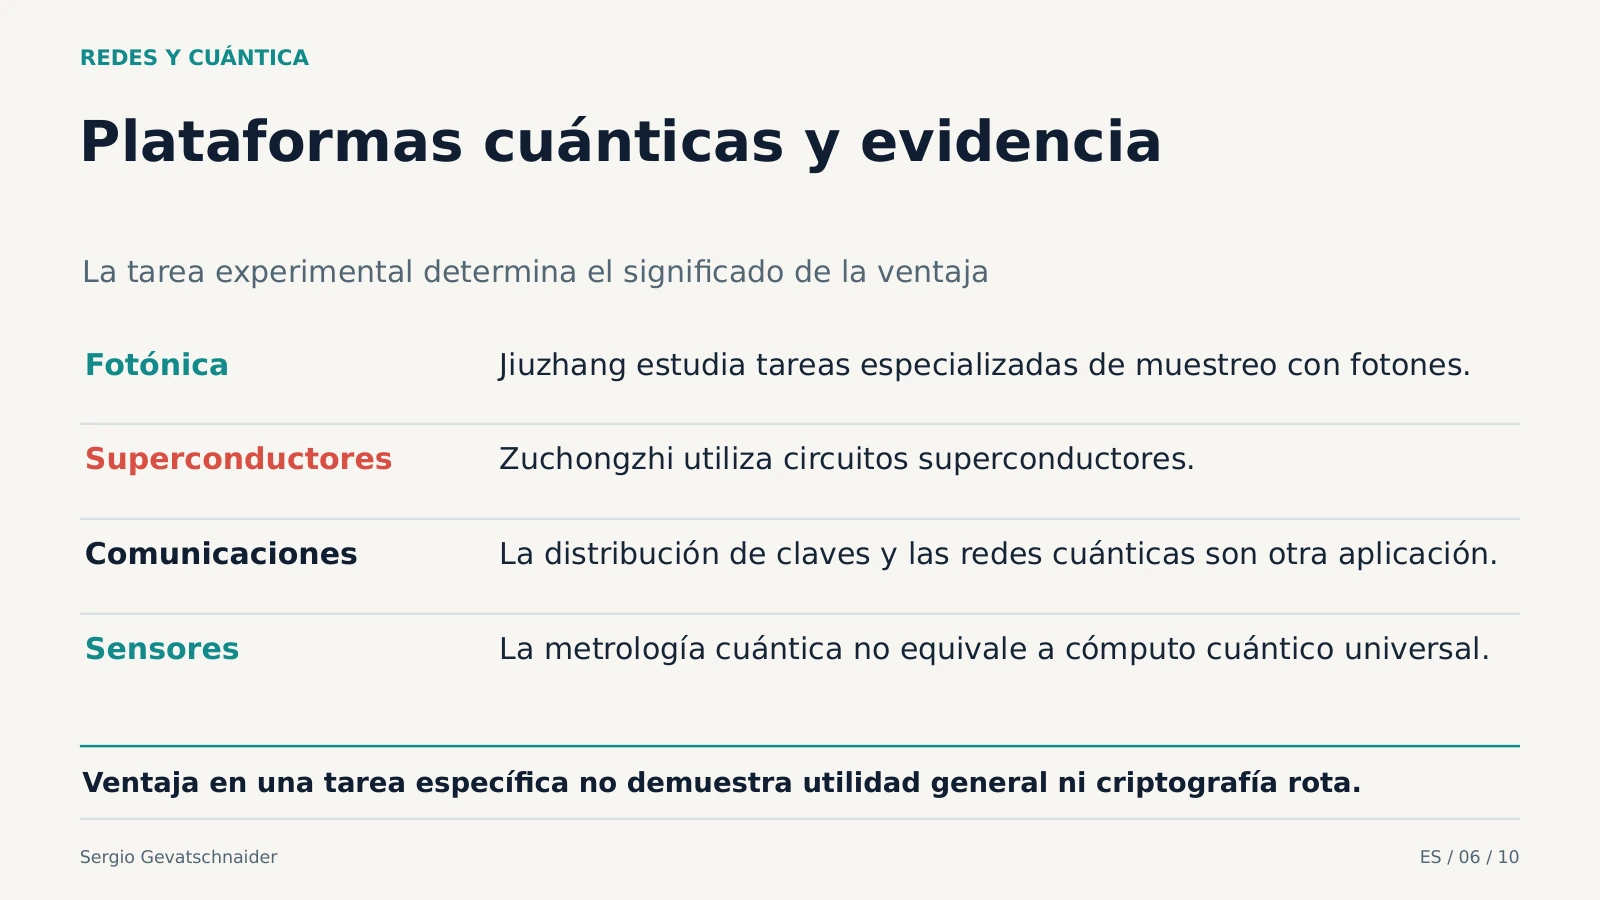 REDES Y CUÁNTICA
Plataformas cuánticas y evidencia
La tarea experimental determina el significado de la ventaja
Fotónica
Jiuzhang estudia tareas especializadas de muestreo con fotones.
Superconductores
Zuchongzhi utiliza circuitos superconductores.
Comunicaciones
La distribución de claves y las redes cuánticas son otra aplicación.
Sensores
La metrología cuántica no equivale a cómputo cuántico universal.
Ventaja en una tarea específica no demuestra utilidad general ni criptografía rota.
Sergio Gevatschnaider
ES / 06 / 10